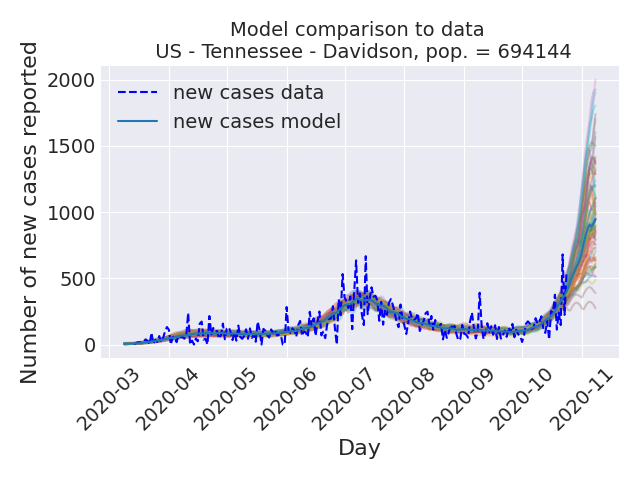 Model comparison to data
US - Tennessee - Davidson, pop. = 694144
Number of new cases reported
2000
1500
1000
500
0
new cases data
new cases model
2020-03
2020-04
2020-05
2020-06
2020-07
2020-08
2020-09
2020-10
2020-11
Day